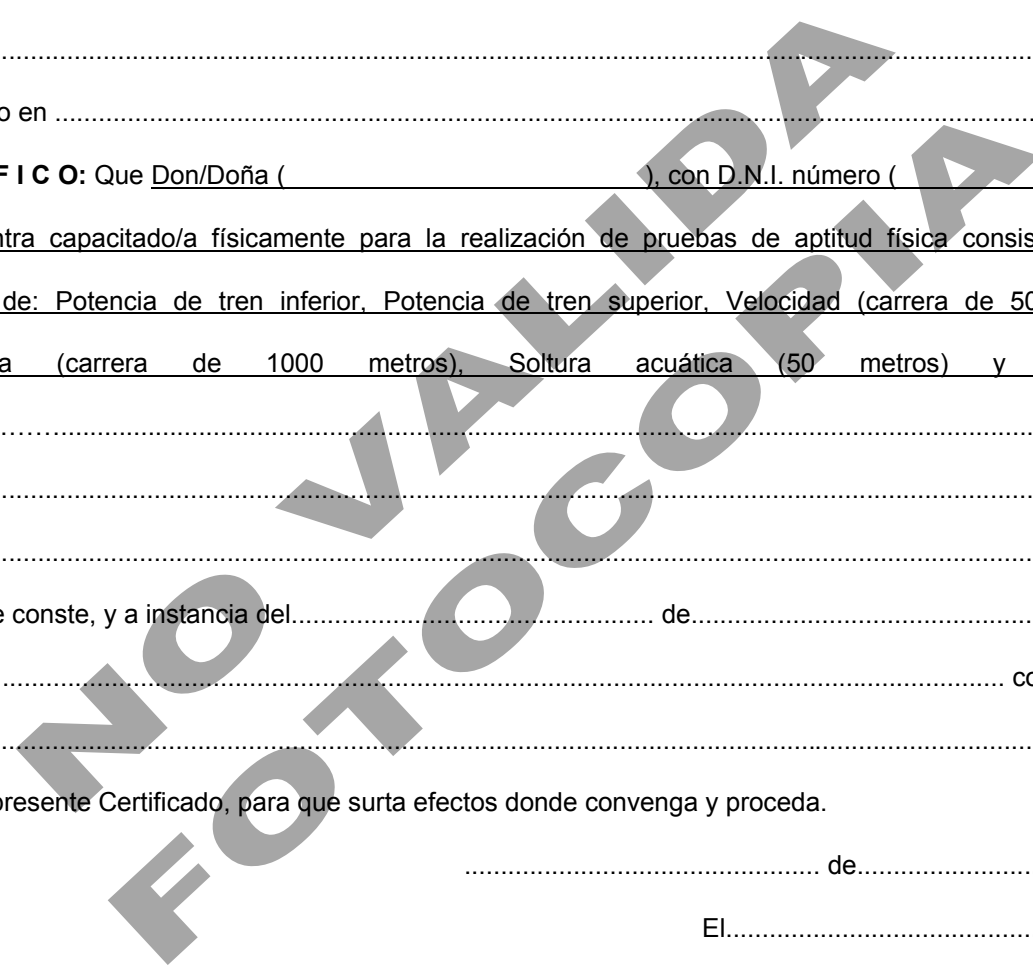 ..........................................................................................
o en ..........................................................................................
F I C O: Que Don/Doña (                    ), con D.N.I. número (
ntra capacitado/a físicamente para la realización de pruebas de aptitud física consis
de: Potencia de tren inferior, Potencia de tren superior, Velocidad (carrera de 50
a (carrera de 1000 metros), Soltura acuática (50 metros) y
..........................................................................................
..........................................................................................
..........................................................................................
e conste, y a instancia del.................................................. de..................................................
.......................................................................................... co
..........................................................................................
presente Certificado, para que surta efectos donde convenga y proceda.
................................................. de........................
El..........................................
NO VALIDA
FOTOCOPIA